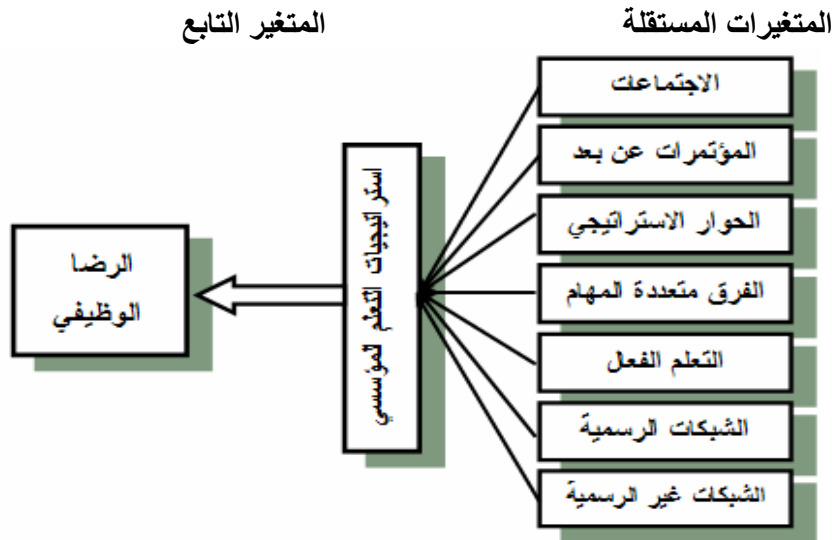 المتغيرات المستقلة
المتغير التابع
الاجتماعات
المؤتمرات عن بعد
الحوار الاستراتيجي
الفرق متعددة المهام
التعلم الفعال
الشبكات الرسمية
الشبكات غير الرسمية
استراتيجيات التعلم المؤسسي
الرضا
الوظيفي